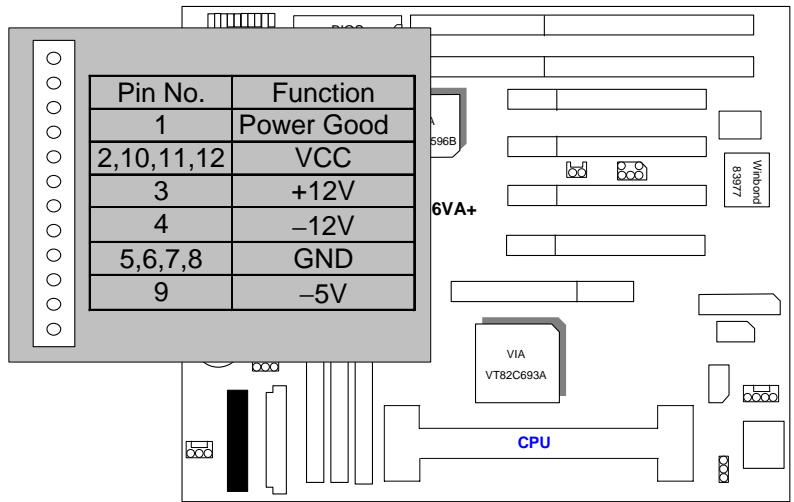 Pin No. Function
1 Power Good
2,10,11,12 VCC
3 +12V
4 −12V
5,6,7,8 GND
9 −5V
596B
6VA+
Winbond
83977
VIA
VT82C693A
CPU